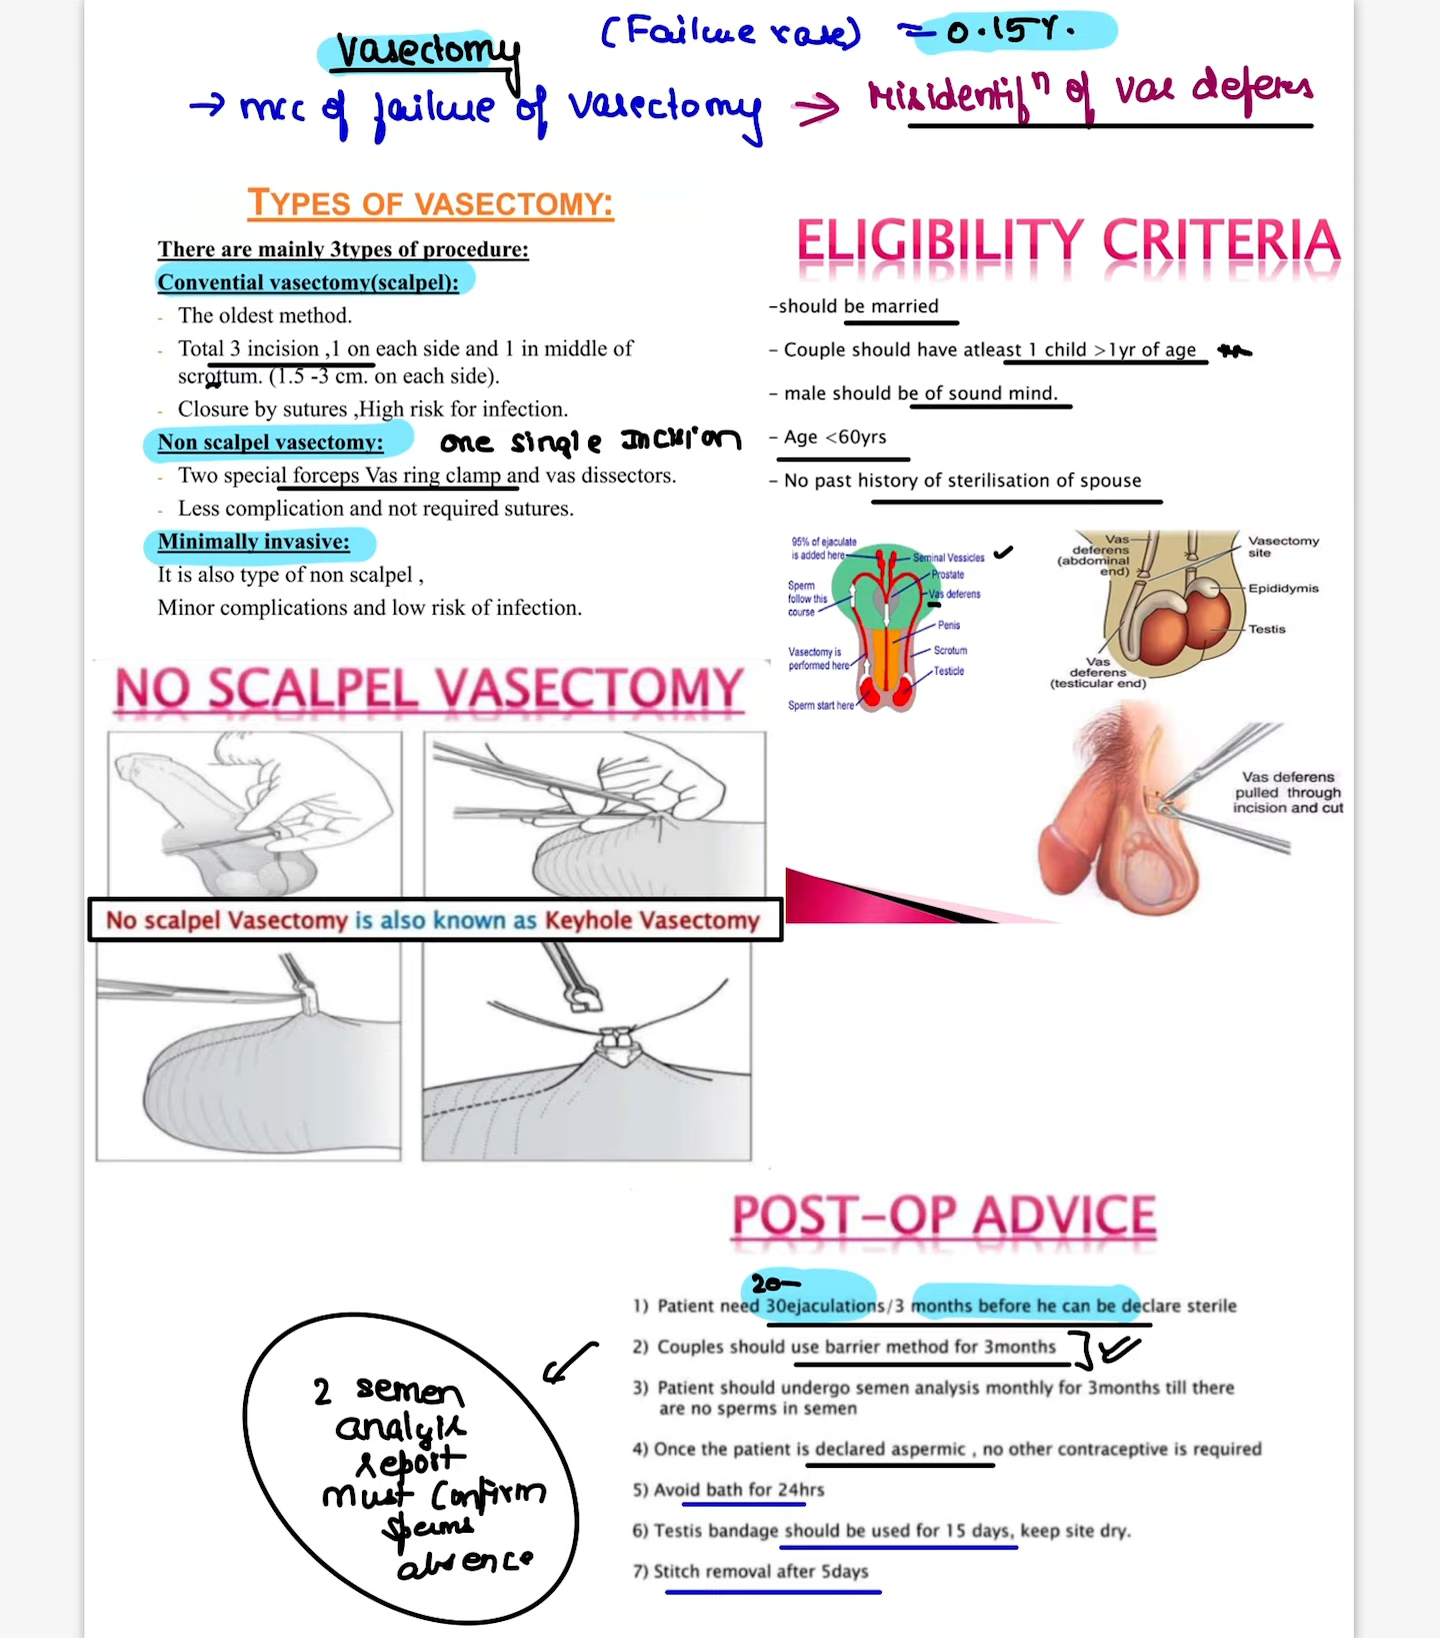 Vasectomy (Failure rate) = 0.15%.
→ mcc of failure of vasectomy → Misidentifⁿ of vas deferns
TYPES OF VASECTOMY:
There are mainly 3types of procedure:
Convential vasectomy(scalpel):
- The oldest method.
- Total 3 incision ,1 on each side and 1 in middle of
scrottum. (1.5 -3 cm. on each side).
- Closure by sutures ,High risk for infection.
Non scalpel vasectomy: one single Incision
- Two special forceps Vas ring clamp and vas dissectors.
- Less complication and not required sutures.
Minimally invasive:
It is also type of non scalpel ,
Minor complications and low risk of infection.
ELIGIBILITY CRITERIA
-should be married
- Couple should have atleast 1 child >1yr of age
- male should be of sound mind.
- Age <60yrs
- No past history of sterilisation of spouse
95% of ejaculate
is added here
Seminal Vessicles
Prostate
Sperm
follow this
course
Vas deferens
Penis
Vasectomy is
performed here
Scrotum
Testicle
Sperm start here
Vas
deferens
(abdominal
end)
Vasectomy
site
Epididymis
Testis
Vas
deferens
(testicular end)
Vas deferens
pulled through
incision and cut
NO SCALPEL VASECTOMY
No scalpel Vasectomy is also known as Keyhole Vasectomy
POST-OP ADVICE
20-
1) Patient need 30ejaculations/3 months before he can be declare sterile
2) Couples should use barrier method for 3months
3) Patient should undergo semen analysis monthly for 3months till there
are no sperms in semen
4) Once the patient is declared aspermic , no other contraceptive is required
5) Avoid bath for 24hrs
6) Testis bandage should be used for 15 days, keep site dry.
7) Stitch removal after 5days
2 semen
analysis
report
must Confirm
sperms
absence